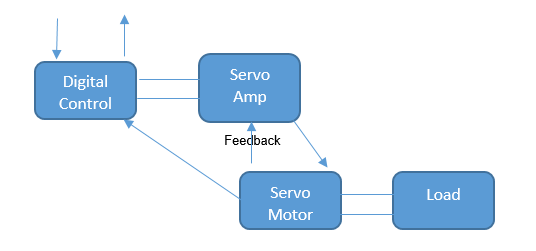 Digital
Control
Servo
Amp
Feedback
Servo
Motor
Load